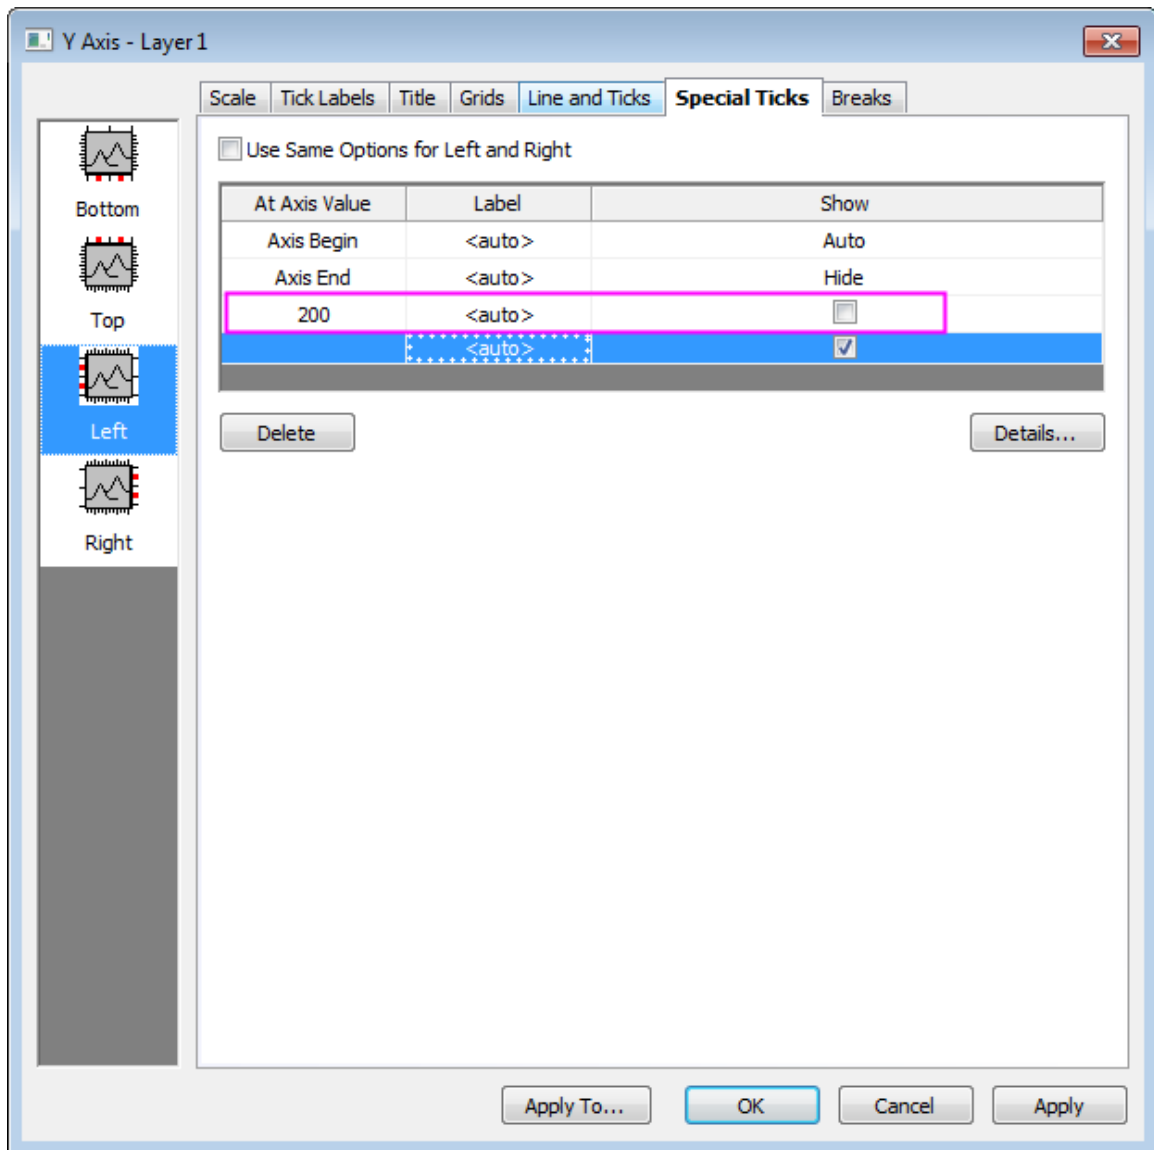 Y Axis - Layer 1
Scale Tick Labels Title Grids Line and Ticks Special Ticks Breaks
Bottom
Top
Left
Right
Use Same Options for Left and Right
At Axis Value Label Show
Axis Begin <auto> Auto
Axis End <auto> Hide
200 <auto>
<auto>
Delete Details...
Apply To... OK Cancel Apply